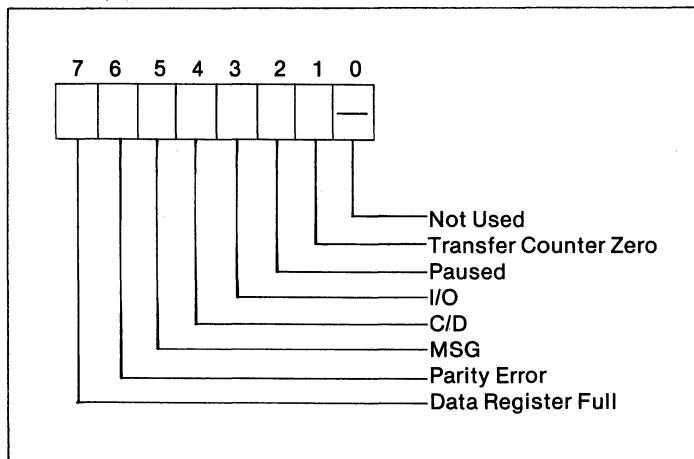 7 6 5 4 3 2 1 0
—
Not Used
Transfer Counter Zero
Paused
I/O
C/D
MSG
Parity Error
Data Register Full